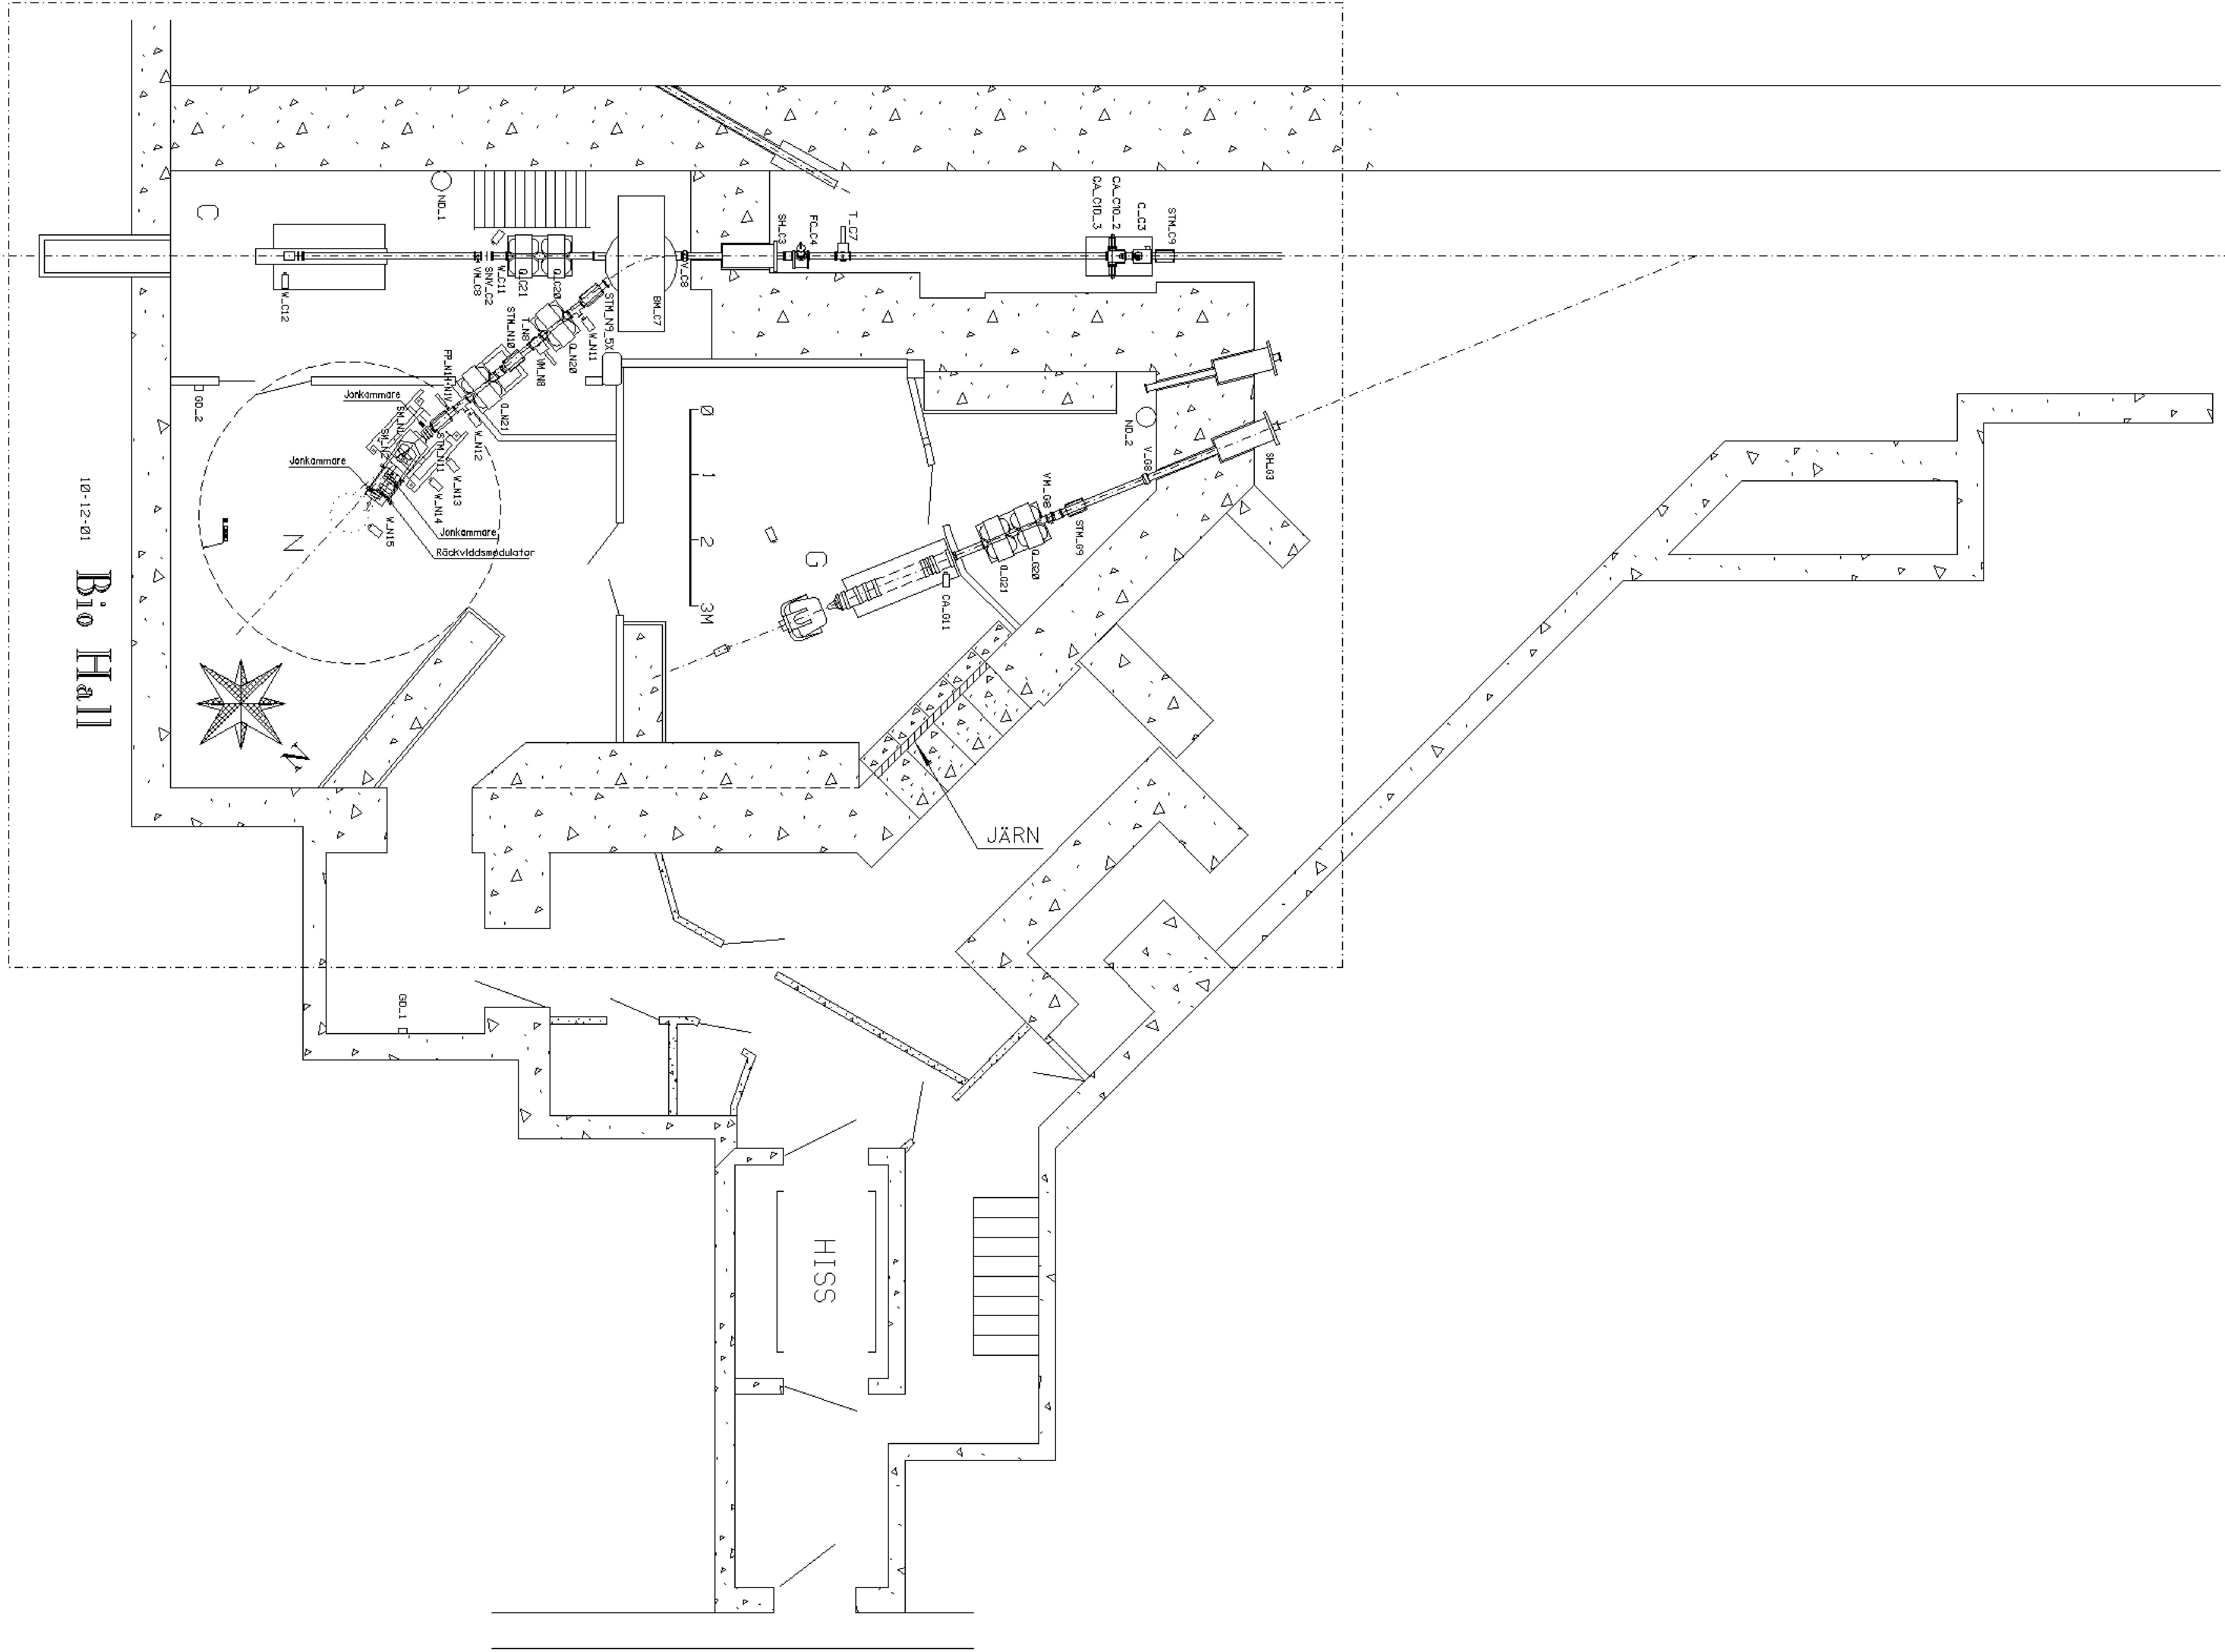 C
ND_1
W_C12
VM_C8
SNV_C2
W_C11
Q_C21
Q_C20
BM_C7
V_C8
SH_C3
FC_C4
T_C7
CA_C10_3
CA_C10_2
C_C3
STM_C9
STM_N9_5X
W_N11
Q_N20
VM_N8
T_N8
STM_N10
Q_N21
W_N12
STM_N11
W_N13
W_N14
W_N15
Jonkammare
Jonkammare
Jonkammare
Räckviddsmodulator
GD_2
N
0
1
2
3M
G
ND_2
V_G8
SH_G3
VM_G8
STM_G9
Q_G20
Q_G21
CA_G11
10-12-01
Bio Hall
N
JÄRN
GD_1
HISS